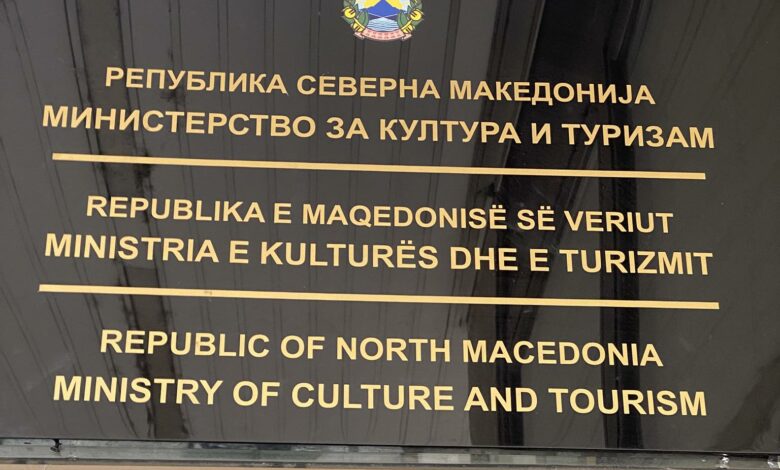 РЕПУБЛИКА СЕВЕРНА МАКЕДОНИЈА
МИНИСТЕРСТВО ЗА КУЛТУРА И ТУРИЗАМ
REPUBLIKA E MAQEDONISË SË VERIUT
MINISTRIA E KULTURËS DHE E TURIZMIT
REPUBLIC OF NORTH MACEDONIA
MINISTRY OF CULTURE AND TOURISM